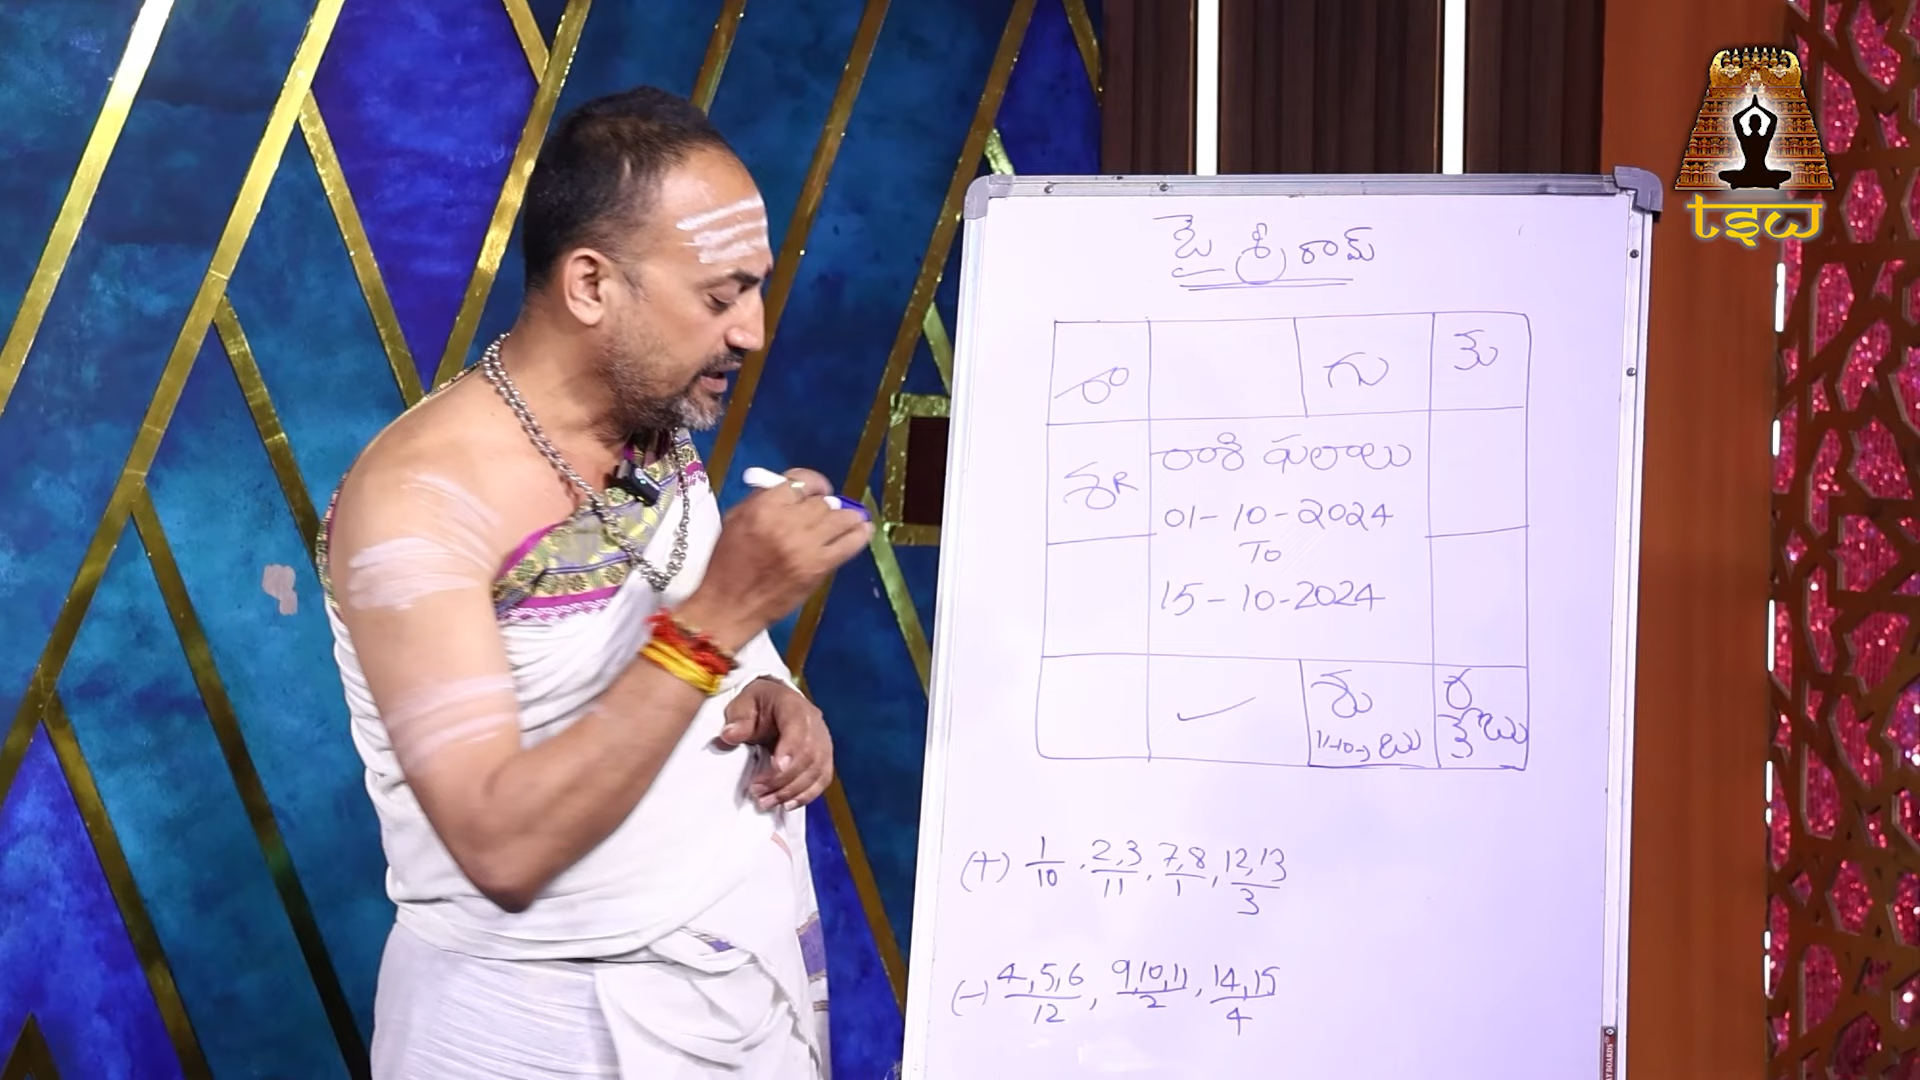 TSW
జై శ్రీరామ్
రా
గు
కు
రాశి ఫలాలు
శR
01-10-2024
To
15-10-2024
శు
11-10→ బు
ర
కే బు
(+) 1/10, 2,3/11, 7,8/1, 12,13/3
(-) 4,5,6/12, 9,10,11/2, 14,15/4